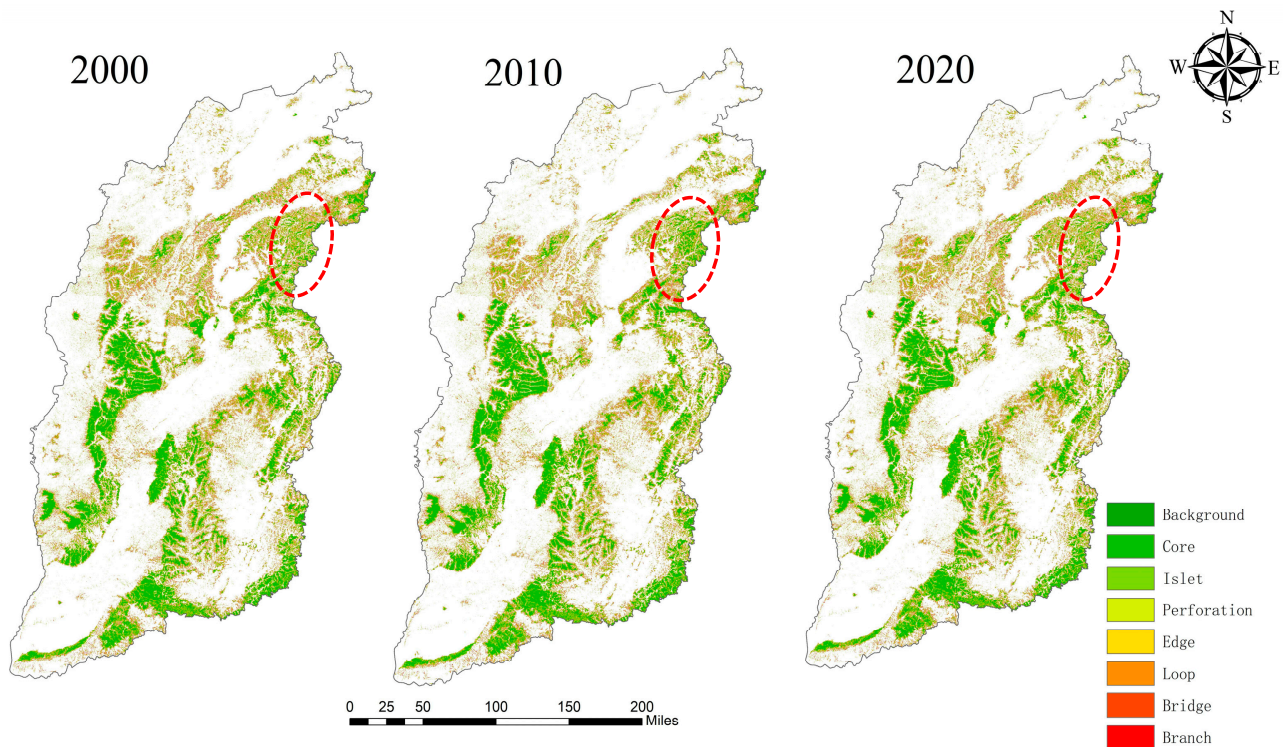 2000
2010
2020
N
W
E
S
Background
Core
Islet
Perforation
Edge
Loop
Bridge
Branch
0 25 50 100 150 200
Miles